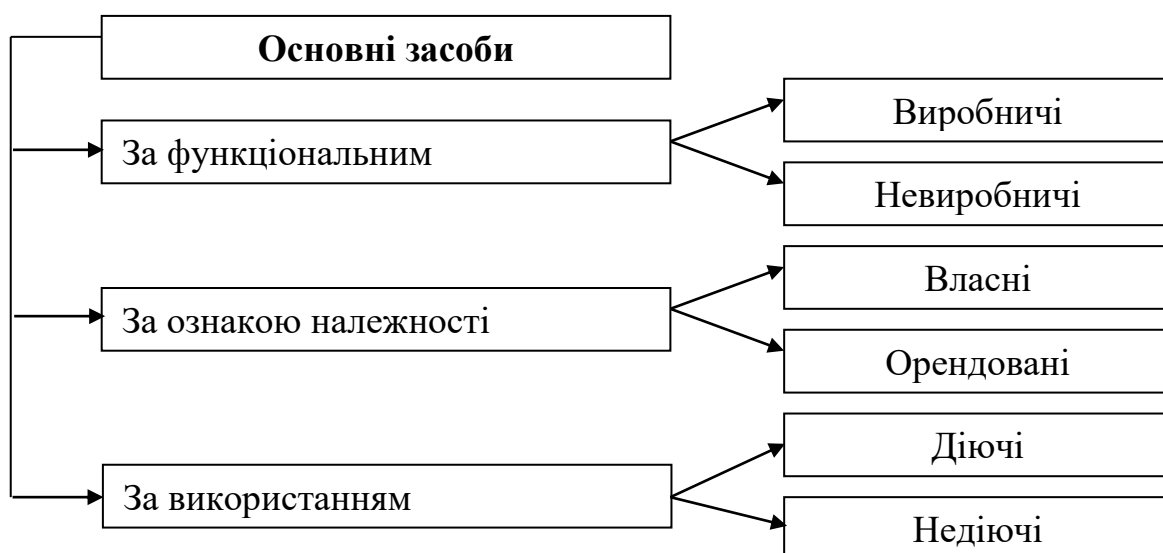 Основні засоби
За функціональним
Виробничі
Невиробничі
За ознакою належності
Власні
Орендовані
За використанням
Діючі
Недіючі